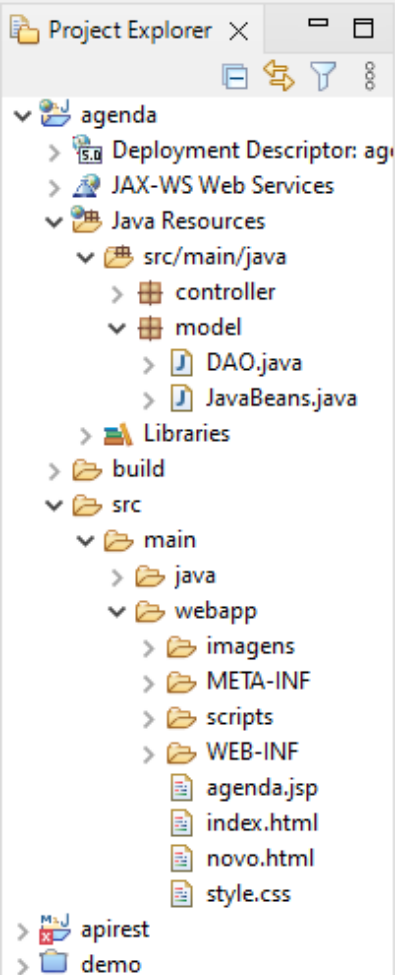 Project Explorer
agenda
Deployment Descriptor: age
JAX-WS Web Services
Java Resources
src/main/java
controller
model
DAO.java
JavaBeans.java
Libraries
build
src
main
java
webapp
imagens
META-INF
scripts
WEB-INF
agenda.jsp
index.html
novo.html
style.css
apirest
demo